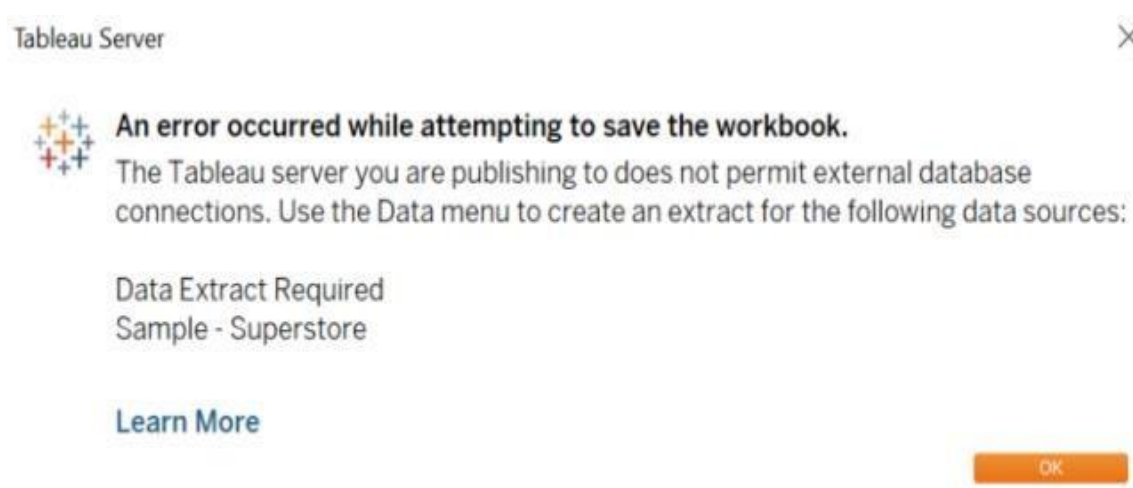 Tableau Server
An error occurred while attempting to save the workbook.
The Tableau server you are publishing to does not permit external database
connections. Use the Data menu to create an extract for the following data sources:
Data Extract Required
Sample - Superstore
Learn More
OK